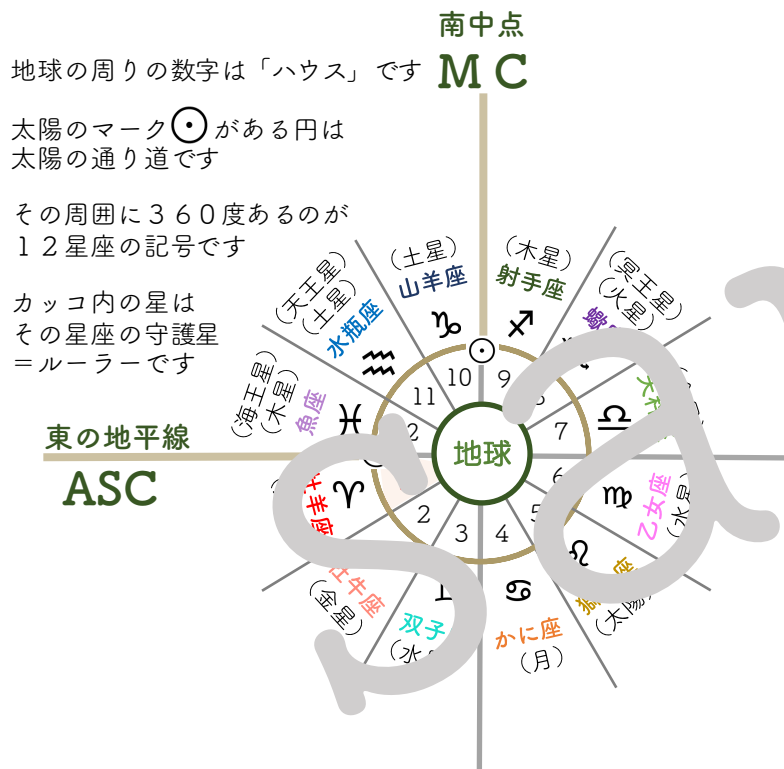 南中点
MC
地球の周りの数字は「ハウス」です
太陽のマーク がある円は
太陽の通り道です
その周囲に３６０度あるのが
１２星座の記号です
カッコ内の星は
その星座の守護星
＝ルーラーです
東の地平線
ASC
（土星）
山羊座
（木星）
射手座
（冥王星）
（火星）
（天王星）
（土星）
水瓶座
（海王星）
（木星）
魚座
乙女座
（水星）
（金星）
牡牛座
双子
かに座
（月）
（太陽
地球
11
10
9
7
2
3
4